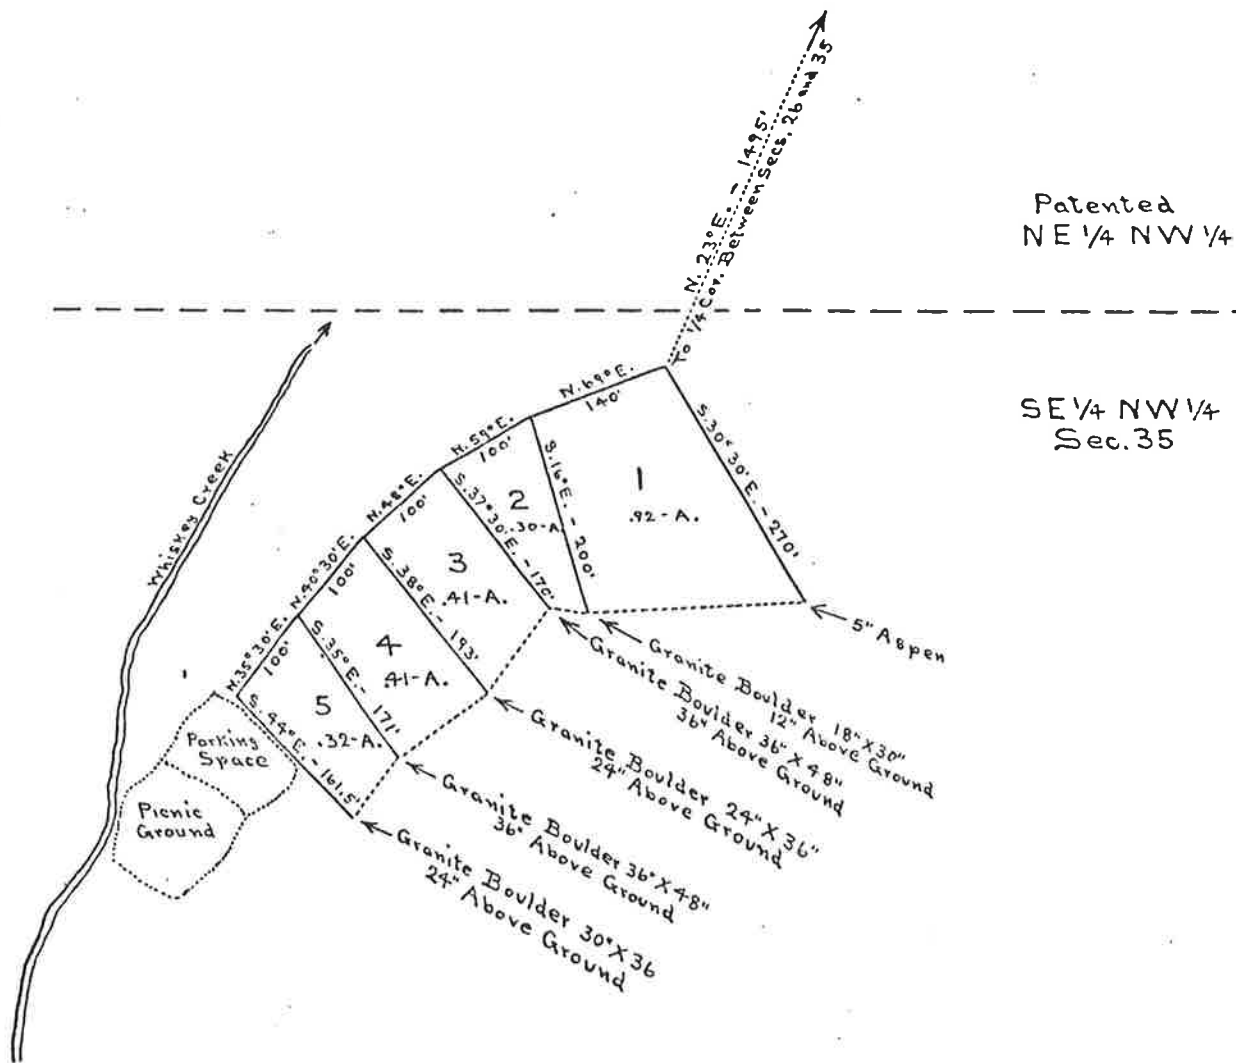 N. 23° E. - 1495'
To 1/4 Cor. Between Secs. 26 and 35
Patented
NE 1/4 NW 1/4
SE 1/4 NW 1/4
Sec. 35
Whiskey Creek
N. 69° E.
140'
N. 59° E.
100'
N. 48° E.
100'
N. 40° 30' E.
100'
N. 35° 30' E.
100'
S. 30° 30' E. - 270'
S. 16° E. - 200'
S. 37° 30' E. - 170'
S. 38° E. - 193'
S. 35° E. - 171'
S. 44° E. - 161.5'
1
.92-A.
2
.30-A.
3
.41-A.
4
.41-A.
5
.32-A.
Parking
Space
Picnic
Ground
5" Aspen
Granite Boulder 18" X 30"
12" Above Ground
Granite Boulder 36" X 48"
36" Above Ground
Granite Boulder 24" X 36"
24" Above Ground
Granite Boulder 36" X 48"
36" Above Ground
Granite Boulder 30" X 36
24" Above Ground